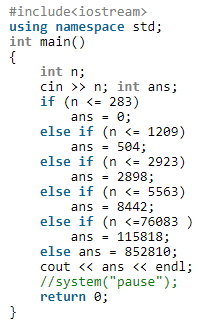 #include<iostream>
using namespace std;
int main()
{
    int n;
    cin >> n; int ans;
    if (n <= 283)
        ans = 0;
    else if (n <= 1209)
        ans = 504;
    else if (n <= 2923)
        ans = 2898;
    else if (n <= 5563)
        ans = 8442;
    else if (n <=76083 )
        ans = 115818;
    else ans = 852810;
    cout << ans << endl;
    //system("pause");
    return 0;
}